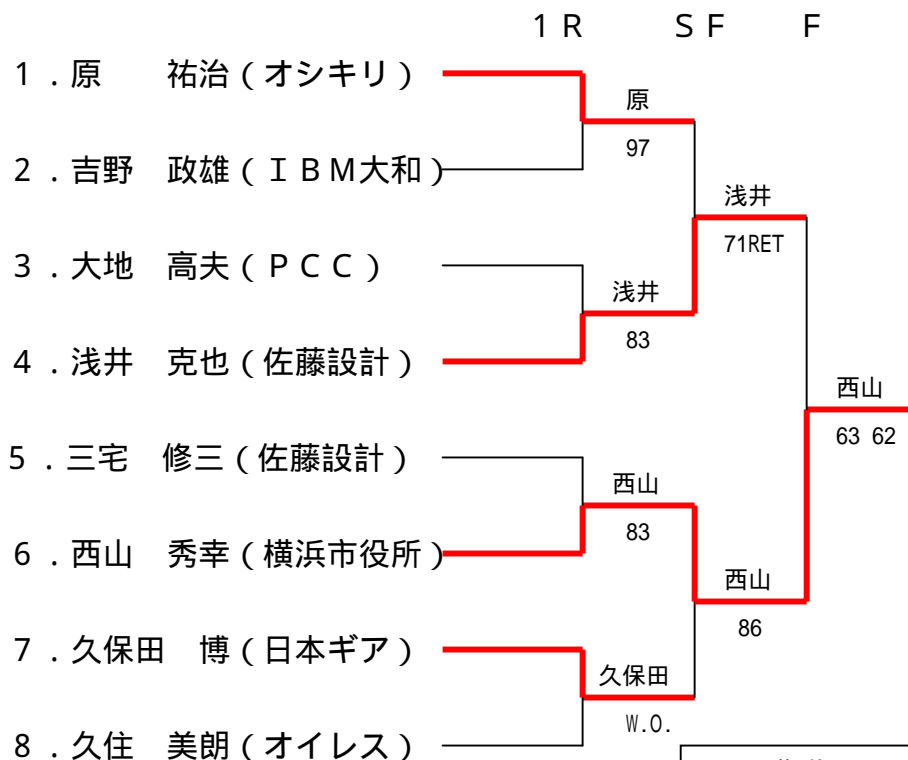 １Ｒ ＳＦ Ｆ
１．原　祐治（オシキリ）
原
97
２．吉野　政雄（ＩＢＭ大和）
浅井
71RET
３．大地　高夫（ＰＣＣ）
浅井
83
４．浅井　克也（佐藤設計）
西山
63 62
５．三宅　修三（佐藤設計）
西山
83
６．西山　秀幸（横浜市役所）
西山
86
７．久保田　博（日本ギア）
久保田
W.O.
８．久住　美朗（オイレス）